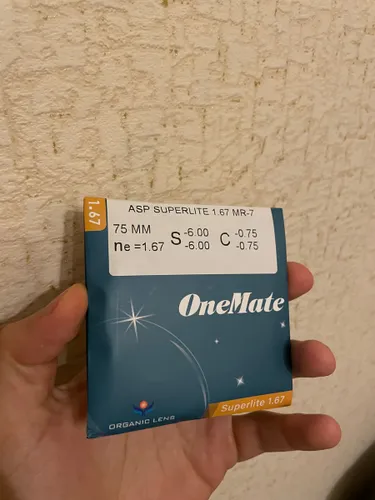 1.67
ASP SUPERLITE 1.67 MR-7
75 MM
ne =1.67
S -6.00
-6.00
C -0.75
-0.75
OneMate
ORGANIC LENS
Superlite 1.67